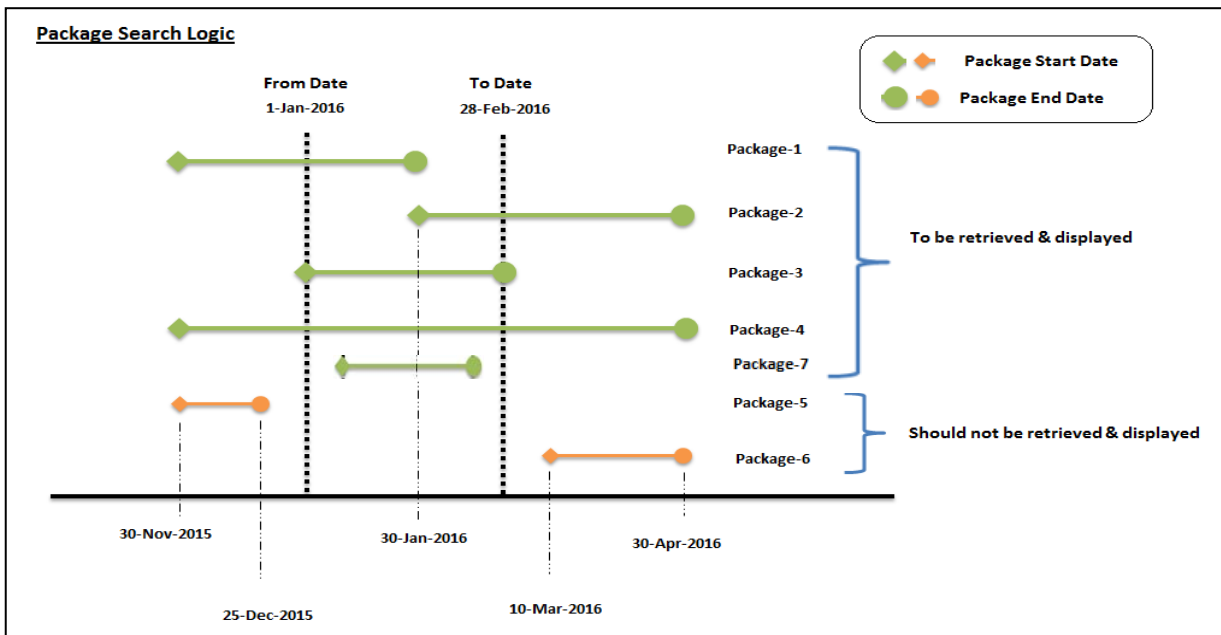 Package Search Logic
Package Start Date
Package End Date
From Date
1-Jan-2016
To Date
28-Feb-2016
Package-1
Package-2
To be retrieved & displayed
Package-3
Package-4
Package-7
Package-5
Should not be retrieved & displayed
Package-6
30-Nov-2015
30-Jan-2016
30-Apr-2016
25-Dec-2015
10-Mar-2016